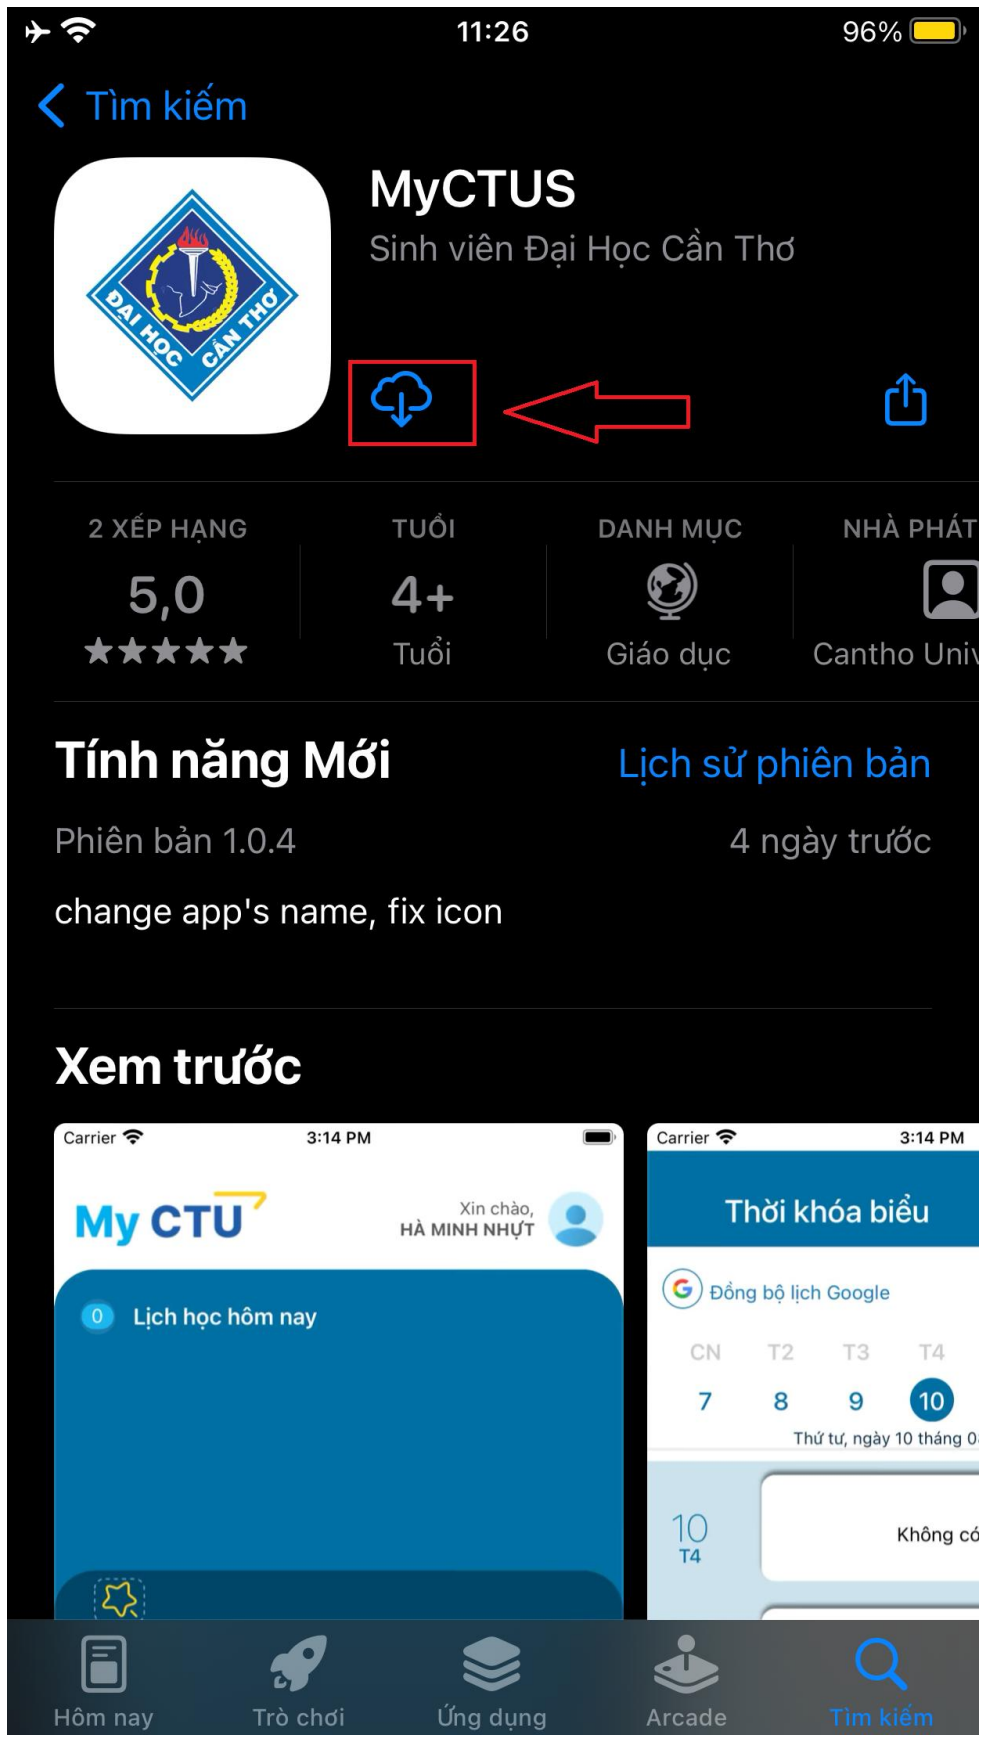 11:26
96%
Tìm kiếm
MyCTUS
Sinh viên Đại Học Cần Thơ
ĐẠI HỌC CẦN THƠ
2 XẾP HẠNG
TUỔI
DANH MỤC
NHÀ PHÁT
5,0
4+
Tuổi
Giáo dục
Cantho Univ
Tính năng Mới
Lịch sử phiên bản
Phiên bản 1.0.4
4 ngày trước
change app's name, fix icon
Xem trước
Carrier
3:14 PM
My CTU
Xin chào,
HÀ MINH NHỰT
0
Lịch học hôm nay
Carrier
3:14 PM
Thời khóa biểu
G
Đồng bộ lịch Google
CN T2 T3 T4
7 8 9 10
Thứ tư, ngày 10 tháng 0
10
T4
Không có
Hôm nay
Trò chơi
Ứng dụng
Arcade
Tìm kiếm